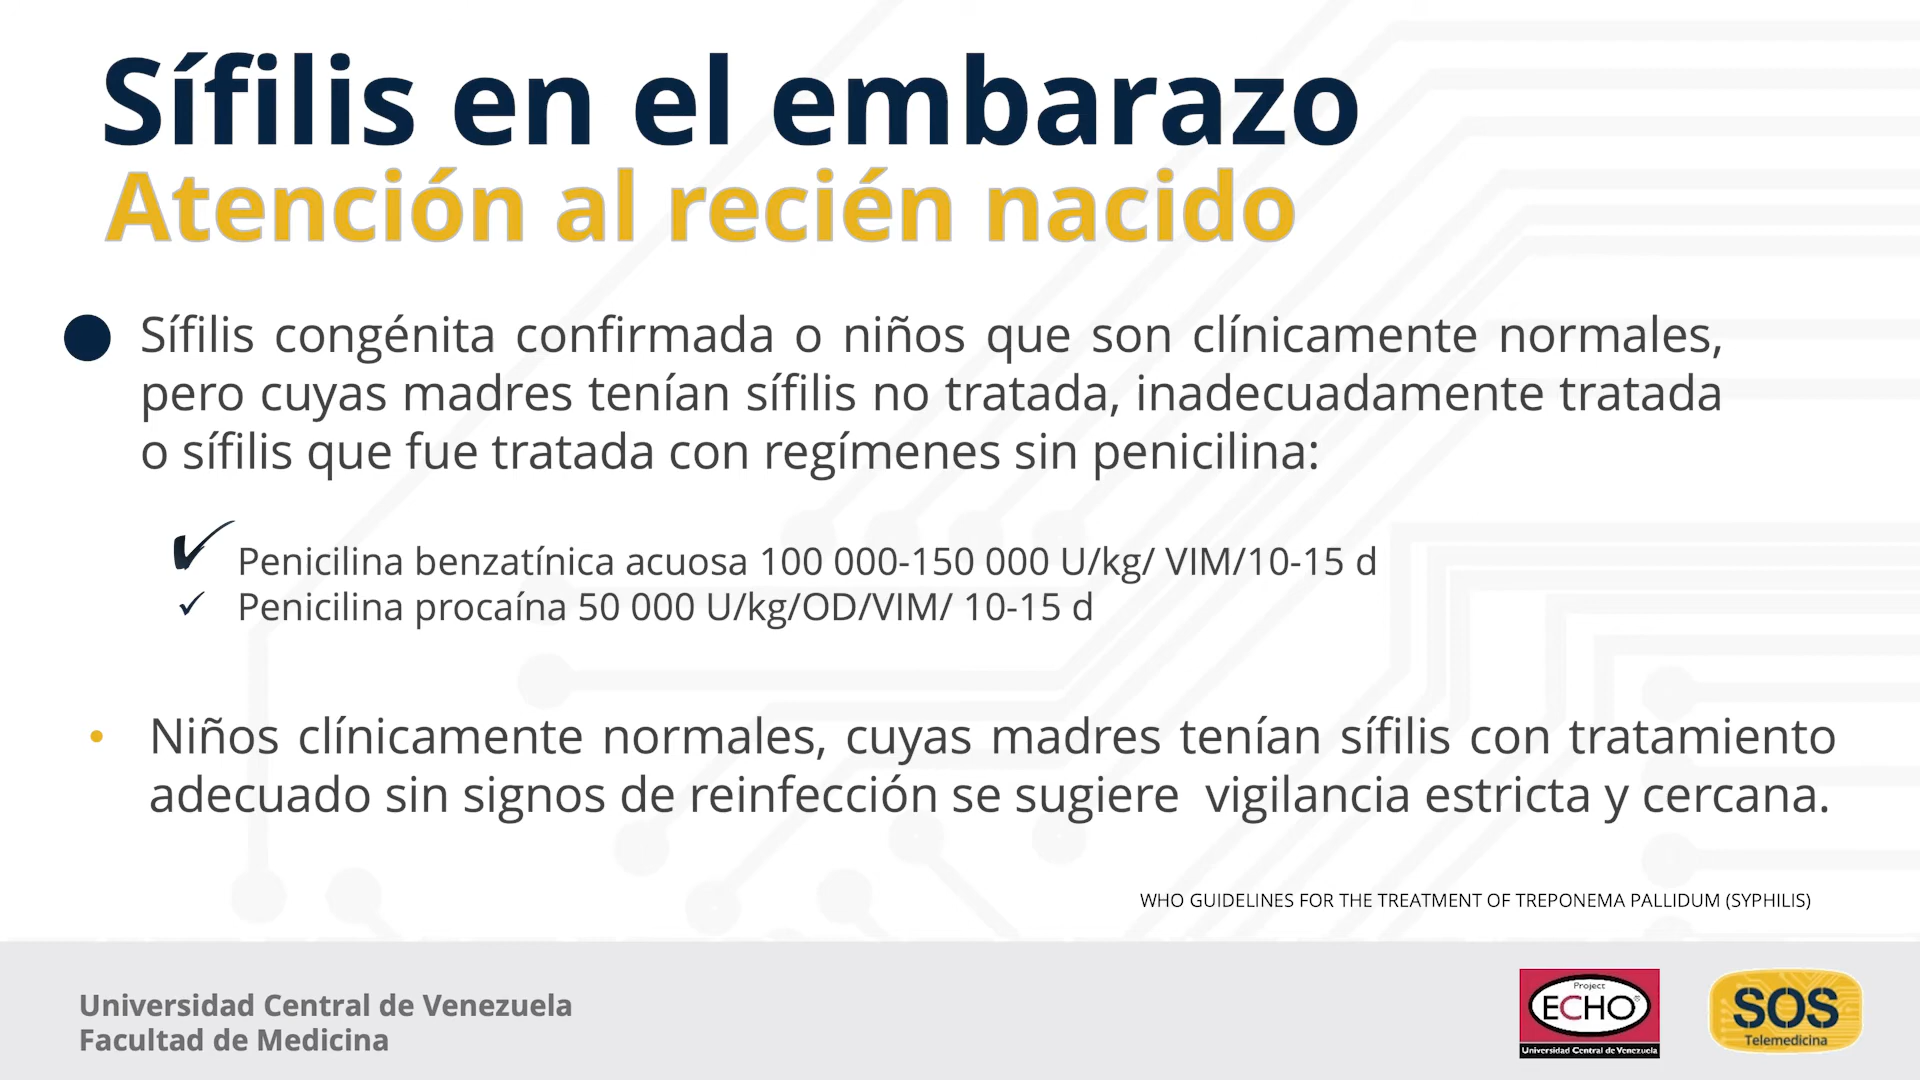 Sífilis en el embarazo
Atención al recién nacido
Sífilis congénita confirmada o niños que son clínicamente normales,
pero cuyas madres tenían sífilis no tratada, inadecuadamente tratada
o sífilis que fue tratada con regímenes sin penicilina:
✓ Penicilina benzatínica acuosa 100 000-150 000 U/kg/ VIM/10-15 d
✓ Penicilina procaína 50 000 U/kg/OD/VIM/ 10-15 d
• Niños clínicamente normales, cuyas madres tenían sífilis con tratamiento
adecuado sin signos de reinfección se sugiere  vigilancia estricta y cercana.
WHO GUIDELINES FOR THE TREATMENT OF TREPONEMA PALLIDUM (SYPHILIS)
Universidad Central de Venezuela
Facultad de Medicina
Project
ECHO®
Universidad Central de Venezuela
SOS
Telemedicina